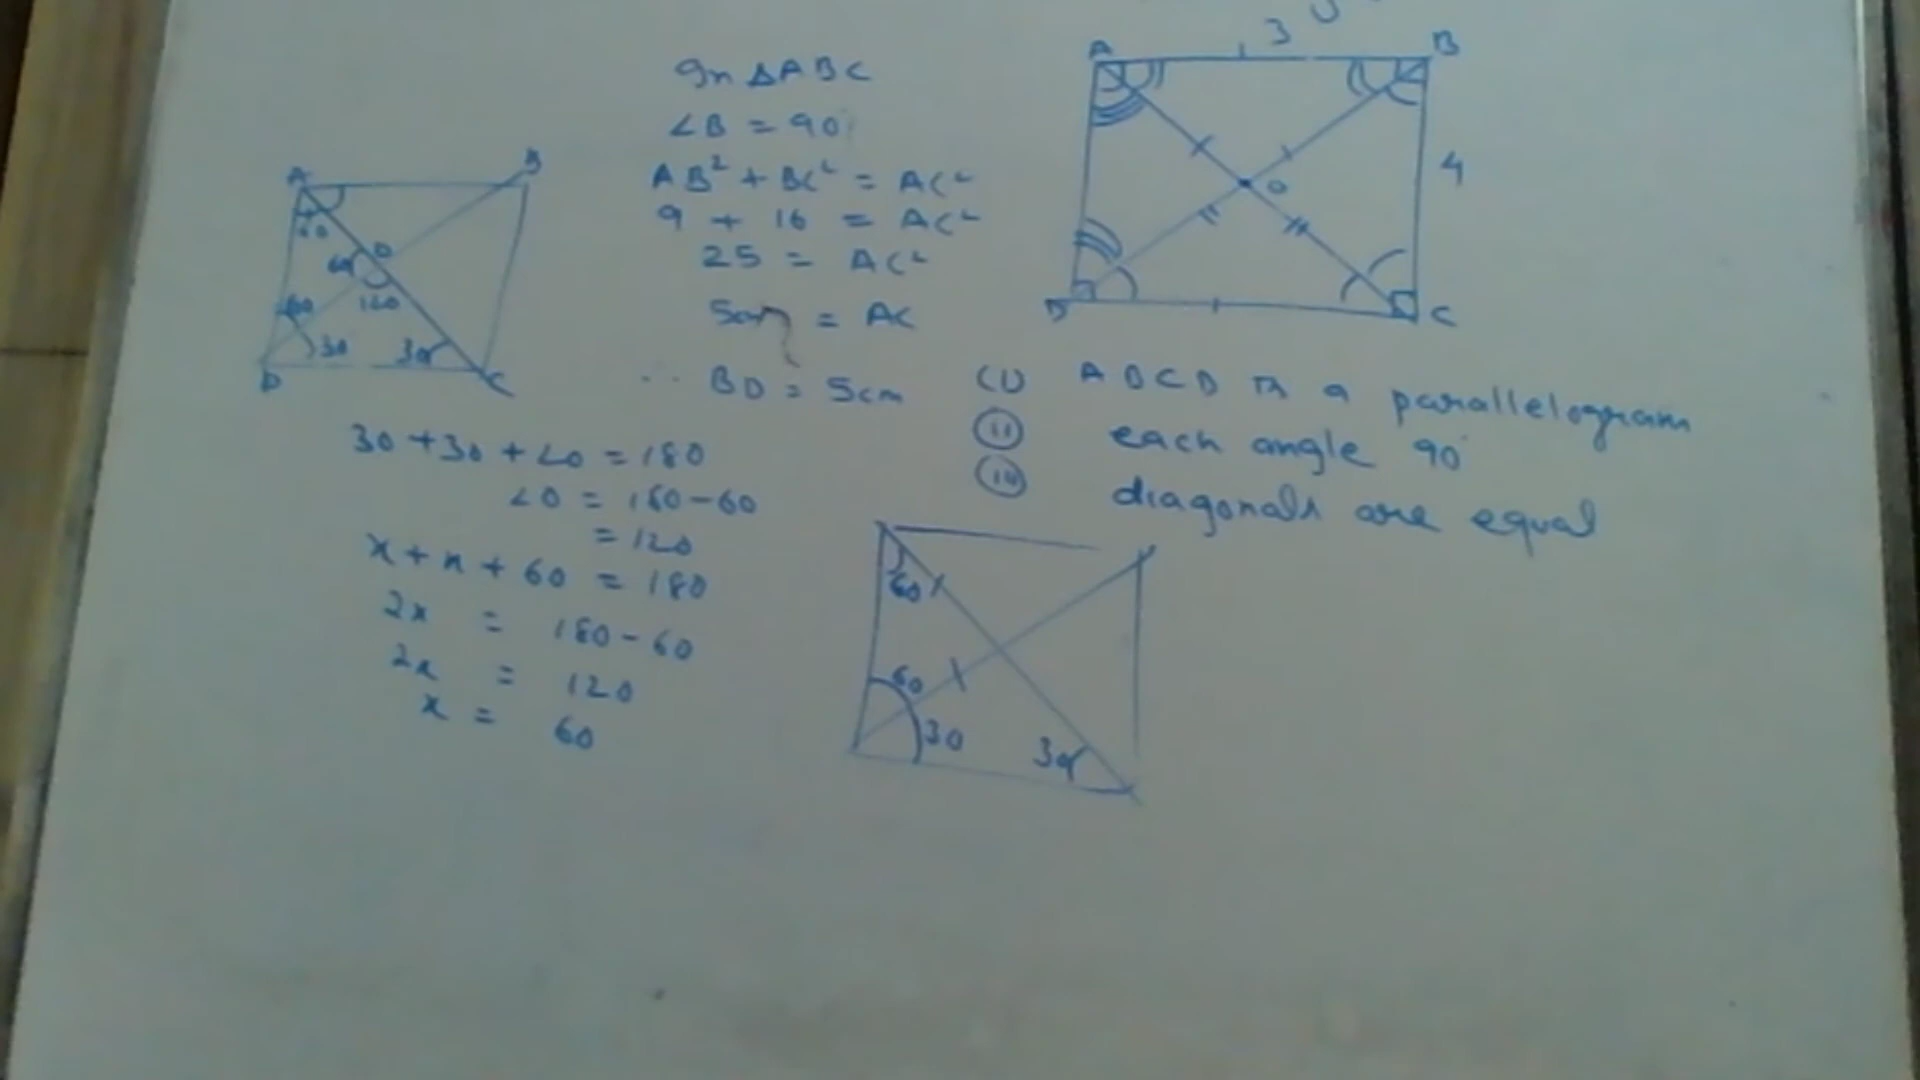 In ΔABC
∠B = 90
AB² + BC² = AC²
9 + 16 = AC²
25 = AC²
5cm = AC
∴ BD = 5cm
A
B
60
O
60
120
60
30
30
D
C
30 + 30 + ∠O = 180
∠O = 180 - 60
= 120
x + x + 60 = 180
2x = 180 - 60
2x = 120
x = 60
3
A
B
O
4
D
C
(i) ABCD is a parallelogram
(ii) each angle 90°
(iii) diagonals are equal
60
60
30
30